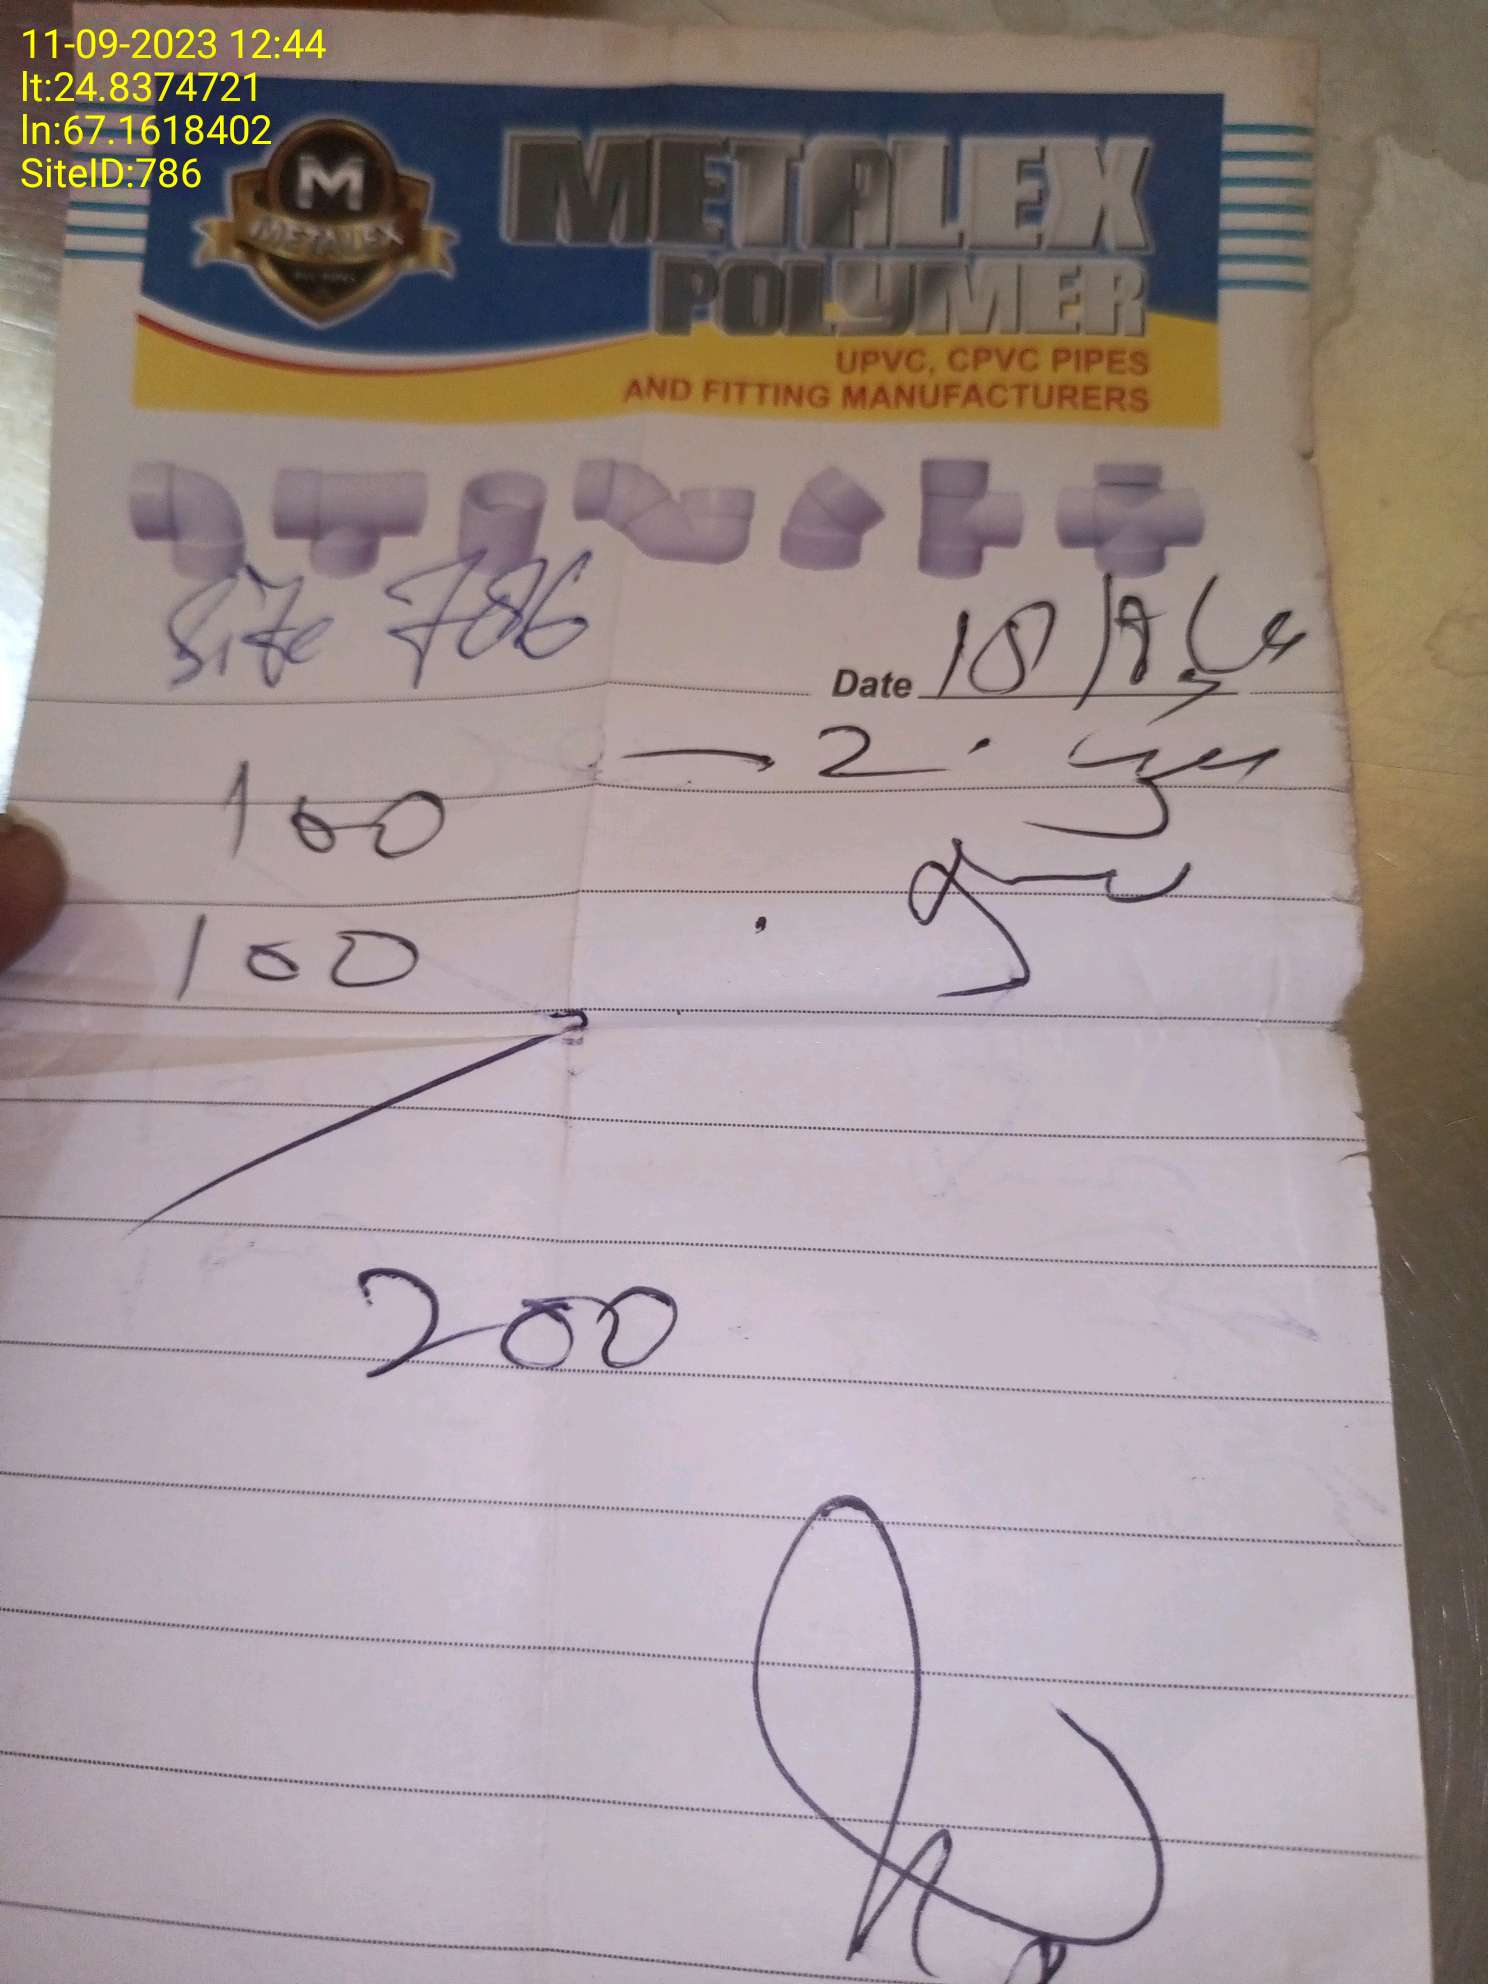 11-09-2023 12:44
lt:24.8374721
ln:67.1618402
SiteID:786
M
METALEX
METALEX
POLYMER
UPVC, CPVC PIPES
AND FITTING MANUFACTURERS
Site 786
Date 18
2
100
100
200